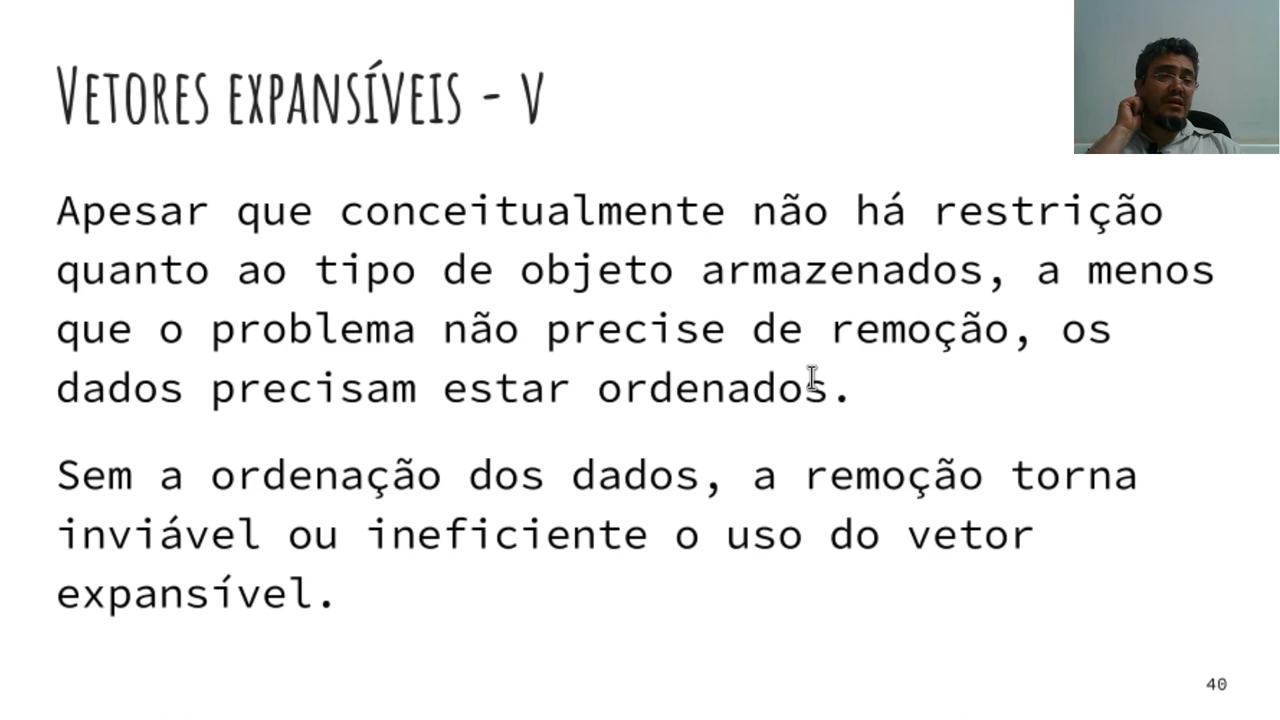 VETORES EXPANSÍVEIS - V
Apesar que conceitualmente não há restrição
quanto ao tipo de objeto armazenados, a menos
que o problema não precise de remoção, os
dados precisam estar ordenados.
Sem a ordenação dos dados, a remoção torna
inviável ou ineficiente o uso do vetor
expansível.
40